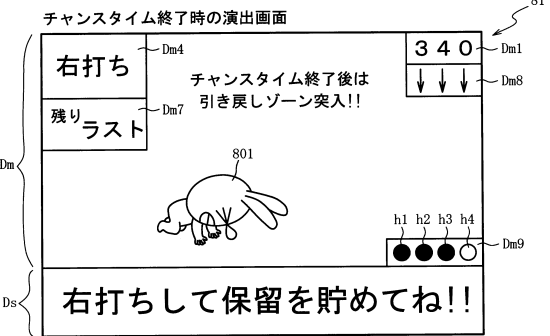 チャンスタイム終了時の演出画面
81
右打ち
Dm4
340
Dm1
↓↓↓
Dm8
チャンスタイム終了後は
引き戻しゾーン突入!!
残り
ラスト
Dm7
801
Dm
h1 h2 h3 h4
Dm9
Ds
右打ちして保留を貯めてね!!